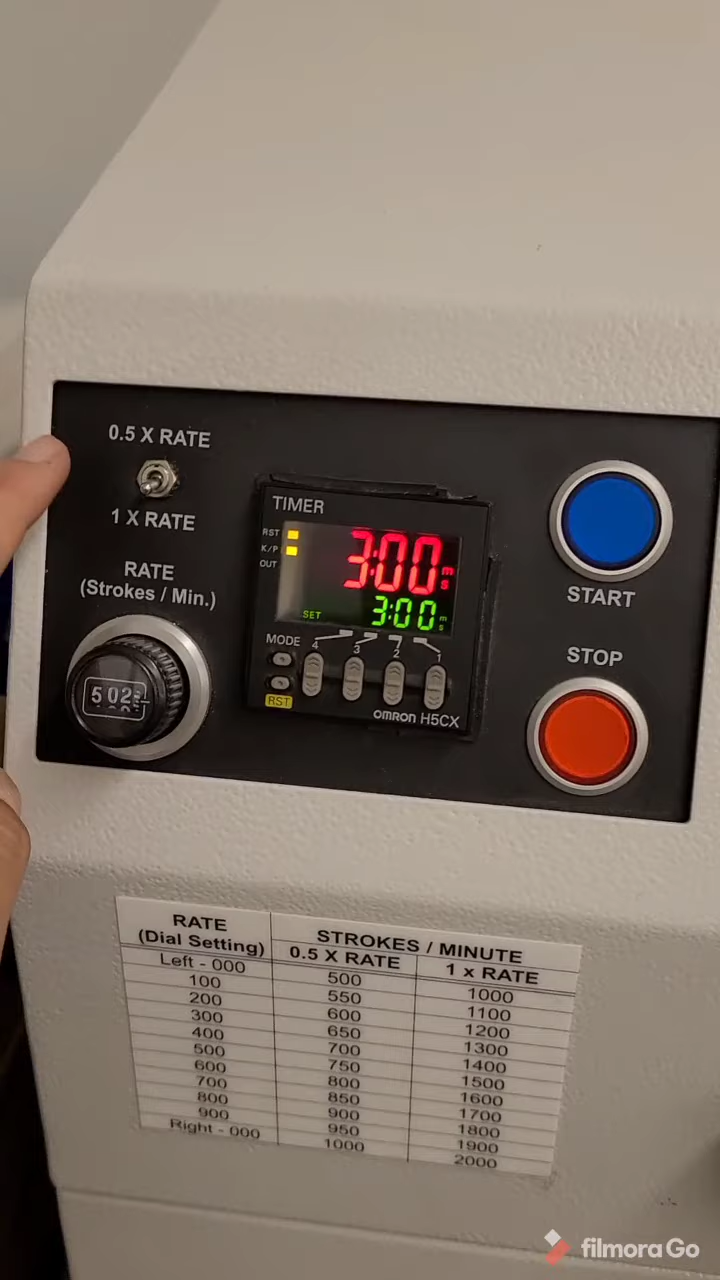 0.5 X RATE
1 X RATE
RATE
(Strokes / Min.)
502
TIMER
RST
K/P
OUT
3:00 m s
SET 3:00 m s
MODE 4 3 2 1
RST
omron H5CX
START
STOP
RATE
(Dial Setting)
STROKES / MINUTE
0.5 X RATE 1 x RATE
Left - 000 500 1000
100 550 1100
200 600 1200
300 650 1300
400 700 1400
500 750 1500
600 800 1600
700 850 1700
800 900 1800
900 950 1900
Right - 000 1000 2000
filmora Go